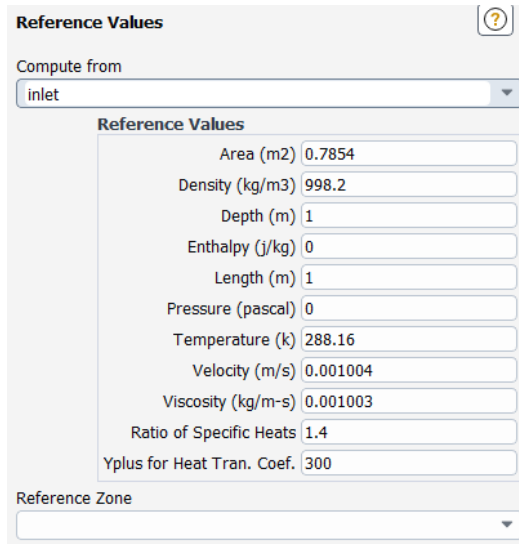 Reference Values
?
Compute from
inlet
Reference Values
Area (m2) 0.7854
Density (kg/m3) 998.2
Depth (m) 1
Enthalpy (j/kg) 0
Length (m) 1
Pressure (pascal) 0
Temperature (k) 288.16
Velocity (m/s) 0.001004
Viscosity (kg/m-s) 0.001003
Ratio of Specific Heats 1.4
Yplus for Heat Tran. Coef. 300
Reference Zone